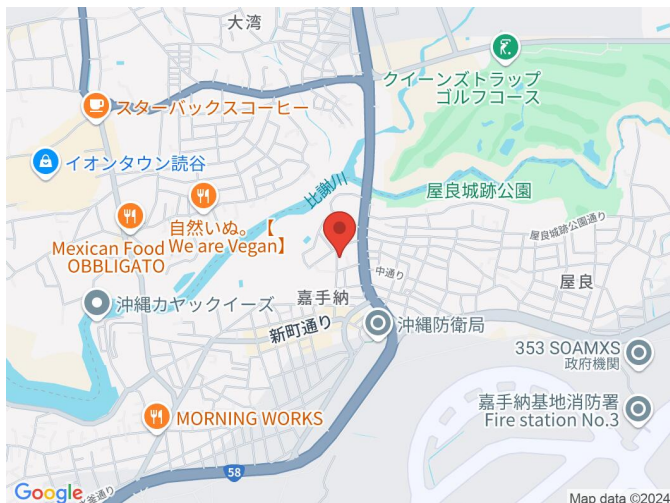 大湾
クイーンズトラップ
ゴルフコース
スターバックスコーヒー
イオンタウン読谷
比謝川
屋良城跡公園
自然いぬ。【
We are Vegan】
屋良城跡公園通り
Mexican Food
OBBLIGATO
中通り
屋良
嘉手納
沖縄カヤックイーズ
新町通り
沖縄防衛局
353 SOAMXS
政府機関
嘉手納基地消防署
Fire station No.3
MORNING WORKS
58
Google
Map data ©2024